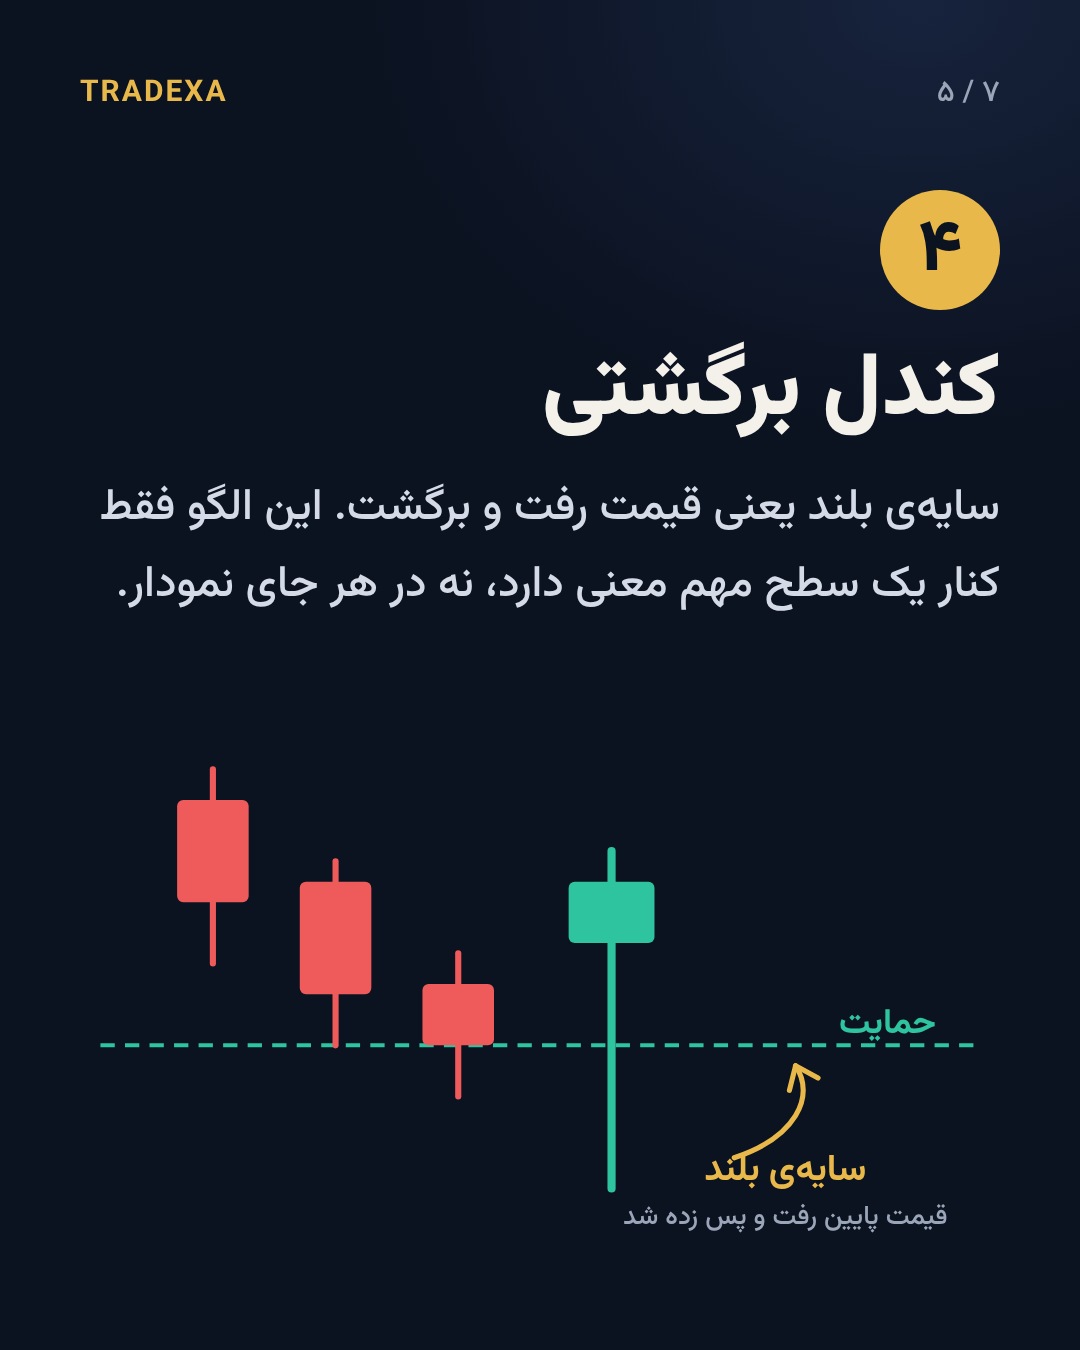 TRADEXA
۵ / ۷
۴
کندل برگشتی
سایه‌ی بلند یعنی قیمت رفت و برگشت. این الگو فقط
کنار یک سطح مهم معنی دارد، نه در هر جای نمودار.
حمایت
سایه‌ی بلند
قیمت پایین رفت و پس زده شد